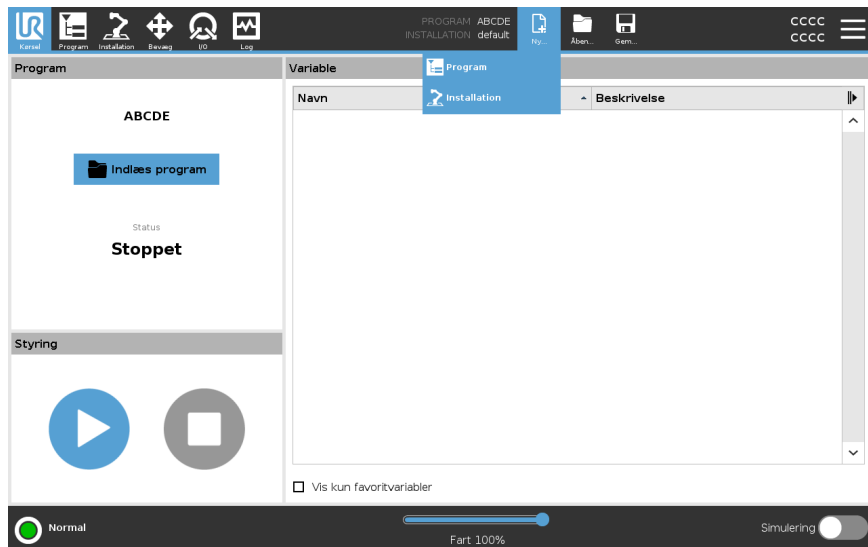 UR
Kørsel
Program
Installation
Bevæg
I/O
Log
PROGRAM ABCDE
INSTALLATION default
Ny...
Åben...
Gem...
CCCC
CCCC
Program
Variable
Program
Installation
Navn
Beskrivelse
ABCDE
Indlæs program
Status
Stoppet
Styring
Vis kun favoritvariabler
Normal
Fart 100%
Simulering